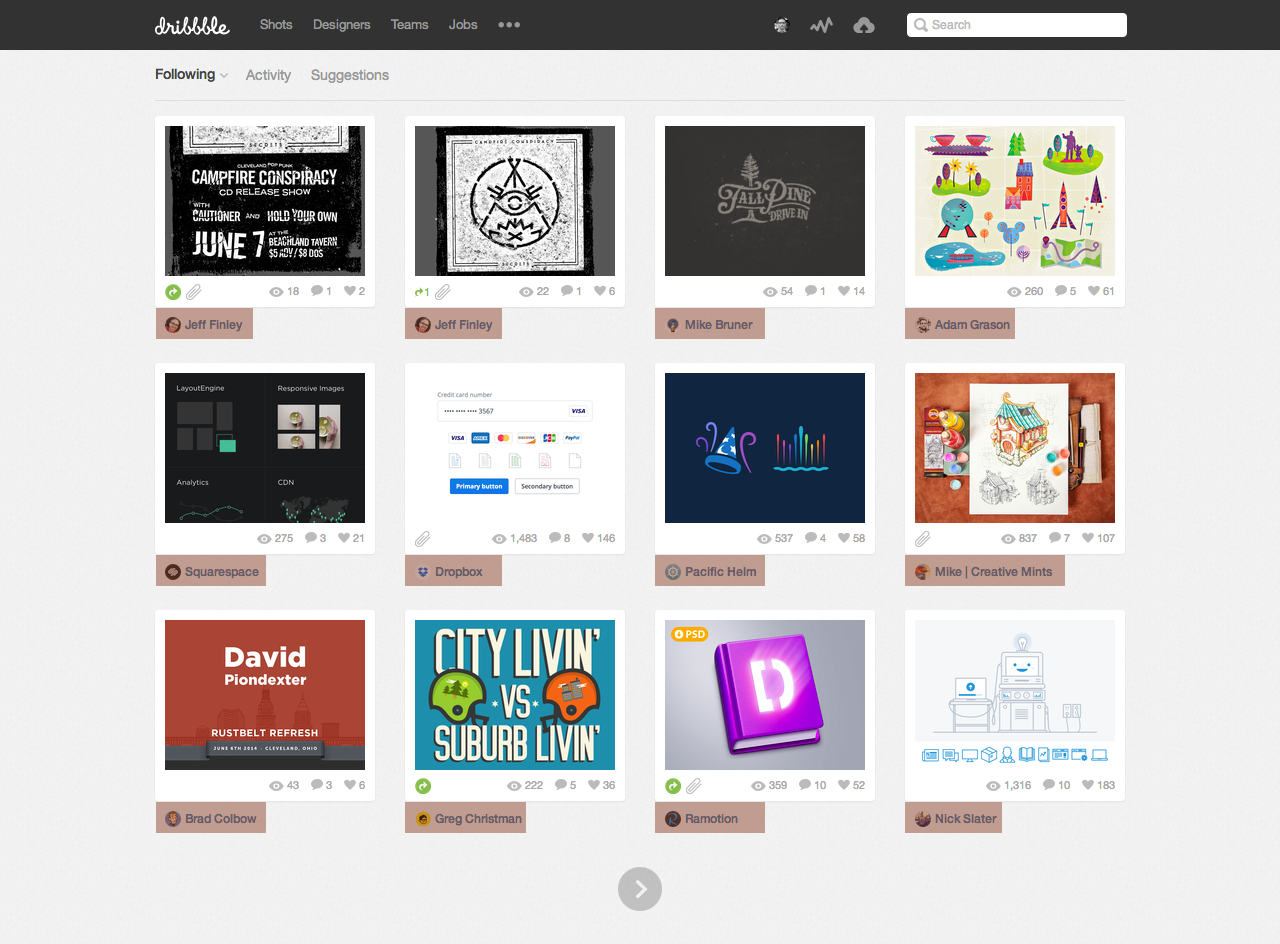 dribbble
Shots Designers Teams Jobs
Search
Following Activity Suggestions
SECRETS
CLEVELAND POP PUNK
CAMPFIRE CONSPIRACY
CD RELEASE SHOW
WITH
CAUTIONER AND HOLD YOUR OWN
JUNE 7 AT THE
BEACHLAND TAVERN
$5 ADV / $8 DOS
18 1 2
Jeff Finley
CAMPFIRE CONSPIRACY
SECRETS
1 22 1 6
Jeff Finley
TALL PINE
DRIVE IN
54 1 14
Mike Bruner
260 5 61
Adam Grason
LayoutEngine Responsive Images
Analytics CDN
275 3 21
Squarespace
Credit card number
•••• •••• •••• 3567 VISA
VISA DISCOVER JCB PayPal
Primary button Secondary button
1,483 8 146
Dropbox
537 4 58
Pacific Helm
837 7 107
Mike | Creative Mints
David
Piondexter
RUSTBELT REFRESH
JUNE 6TH 2014 - CLEVELAND, OHIO
43 3 6
Brad Colbow
CITY LIVIN'
VS
SUBURB LIVIN'
222 5 36
Greg Christman
PSD
D
359 10 52
Ramotion
1,316 10 183
Nick Slater